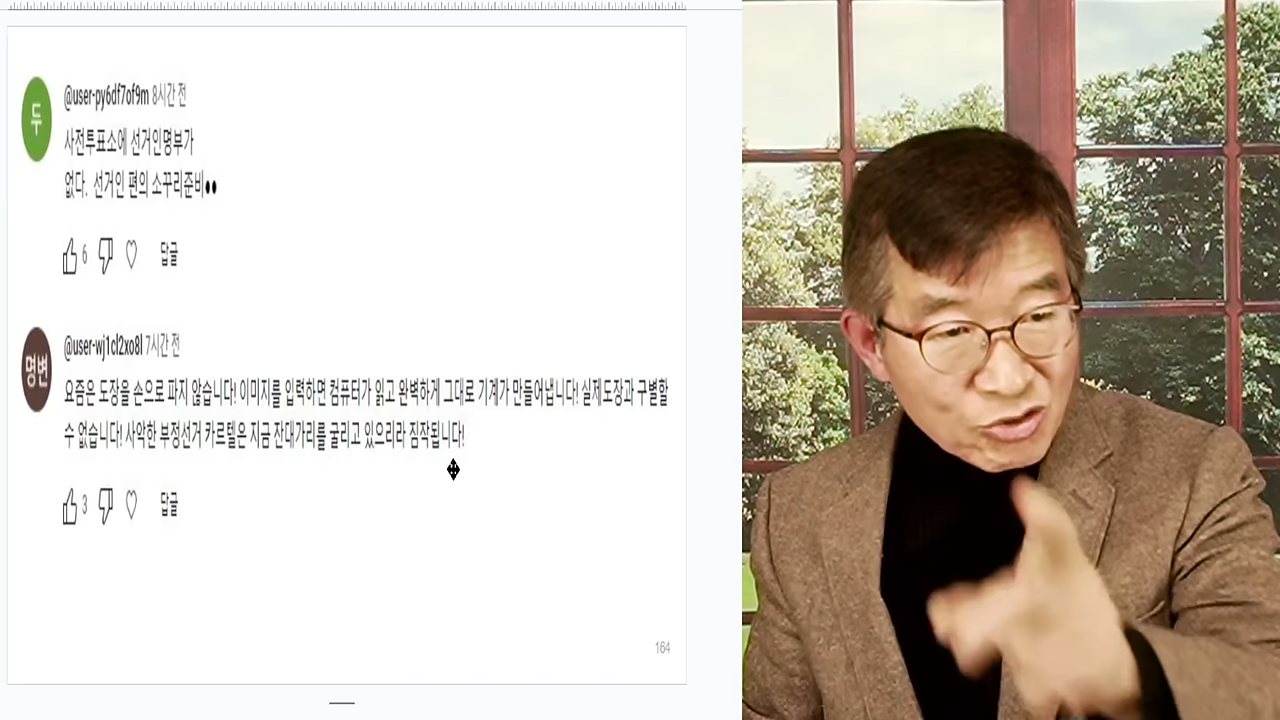 두
@user-py6df7of9m 8시간 전
사전투표소에 선거인명부가
없다. 선거인 편의 소꾸리준비••
6 답글
명변
@user-wj1cl2xo8l 7시간 전
요즘은 도장을 손으로 파지 않습니다! 이미지를 입력하면 컴퓨터가 읽고 완벽하게 그대로 기계가 만들어냅니다! 실제도장과 구별할
수 없습니다! 사악한 부정선거 카르텔은 지금 잔대가리를 굴리고 있으리라 짐작됩니다!
3 답글
164